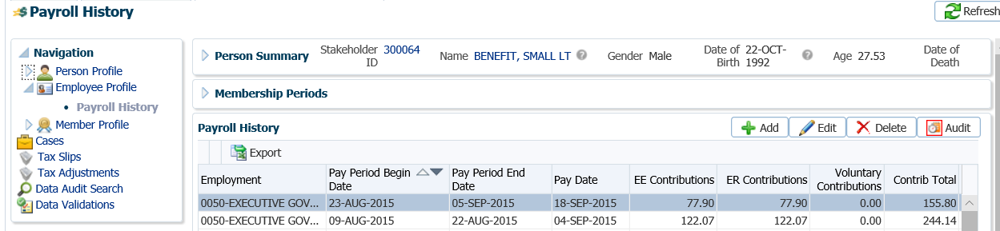 Payroll History
Refresh
Navigation
Person Profile
Employee Profile
Payroll History
Member Profile
Cases
Tax Slips
Tax Adjustments
Data Audit Search
Data Validations
Person Summary Stakeholder ID 300064 Name BENEFIT, SMALL LT Gender Male Date of Birth 22-OCT-1992 Age 27.53 Date of Death
Membership Periods
Payroll History Add Edit Delete Audit
Export
Employment Pay Period Begin Date Pay Period End Date Pay Date EE Contributions ER Contributions Voluntary Contributions Contrib Total
0050-EXECUTIVE GOV... 23-AUG-2015 05-SEP-2015 18-SEP-2015 77.90 77.90 0.00 155.80
0050-EXECUTIVE GOV... 09-AUG-2015 22-AUG-2015 04-SEP-2015 122.07 122.07 0.00 244.14